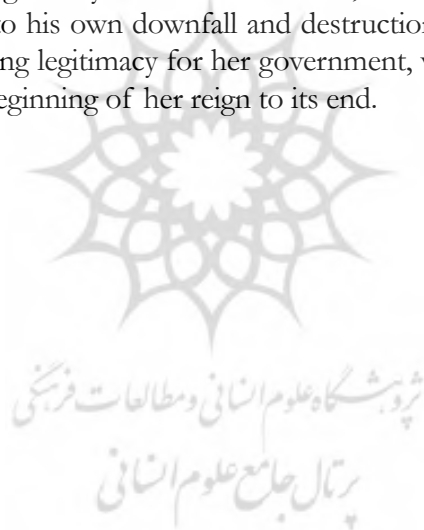 to his own downfall and destruction
ng legitimacy for her government, v
eginning of her reign to its end.
پژوهشگاه علوم انسانی و مطالعات فرهنگی
پرتال جامع علوم انسانی